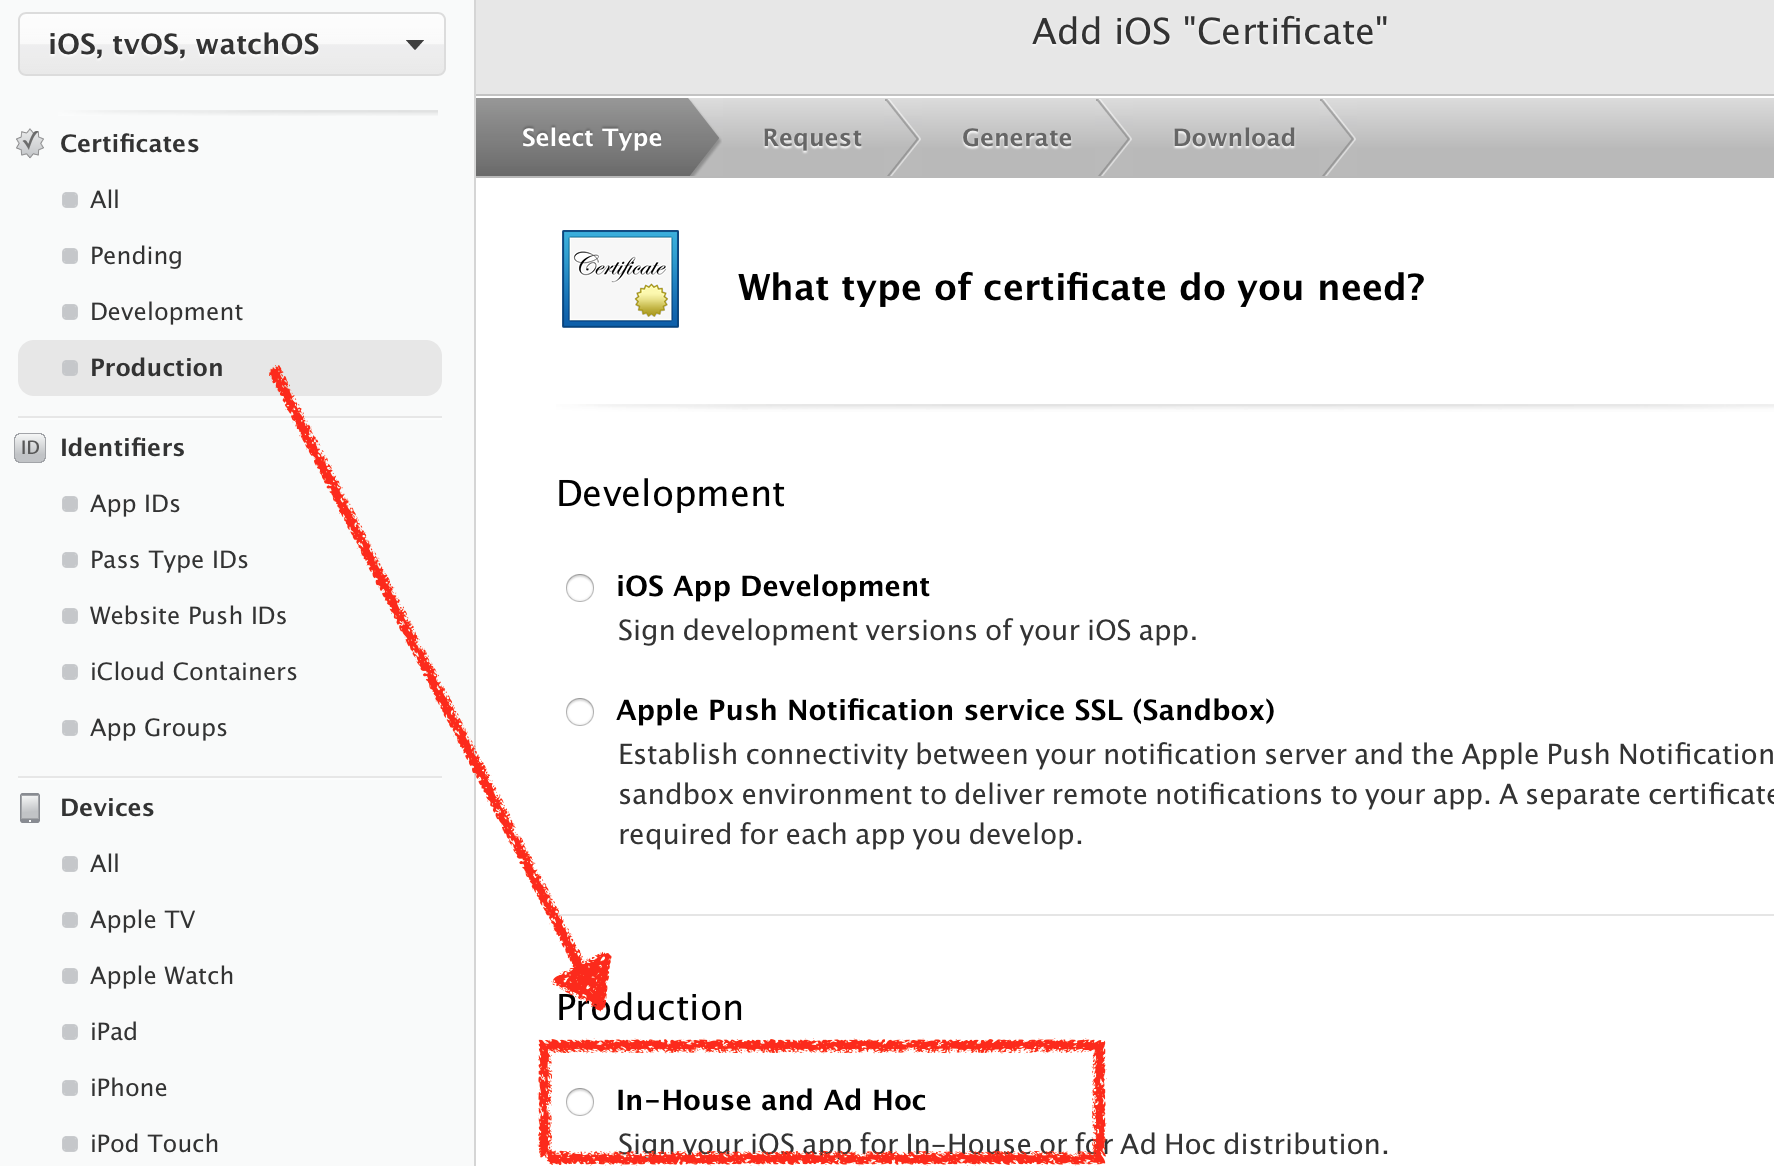 iOS, tvOS, watchOS
Certificates
All
Pending
Development
Production
ID Identifiers
App IDs
Pass Type IDs
Website Push IDs
iCloud Containers
App Groups
Devices
All
Apple TV
Apple Watch
iPad
iPhone
iPod Touch
Add iOS "Certificate"
Select Type Request Generate Download
Certificate
What type of certificate do you need?
Development
iOS App Development
Sign development versions of your iOS app.
Apple Push Notification service SSL (Sandbox)
Establish connectivity between your notification server and the Apple Push Notification
sandbox environment to deliver remote notifications to your app. A separate certificate
required for each app you develop.
Production
In-House and Ad Hoc
Sign your iOS app for In-House or for Ad Hoc distribution.